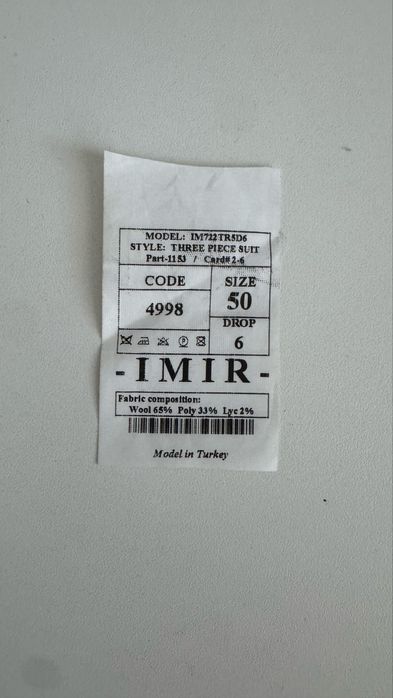 MODEL: IM722TR5D6
STYLE: THREE PIECE SUIT
Part-1153 / Card# 2-6
CODE
SIZE
4998
50
DROP
6
-IMIR-
Fabric composition:
Wool 65% Poly 33% Lyc 2%
Model in Turkey